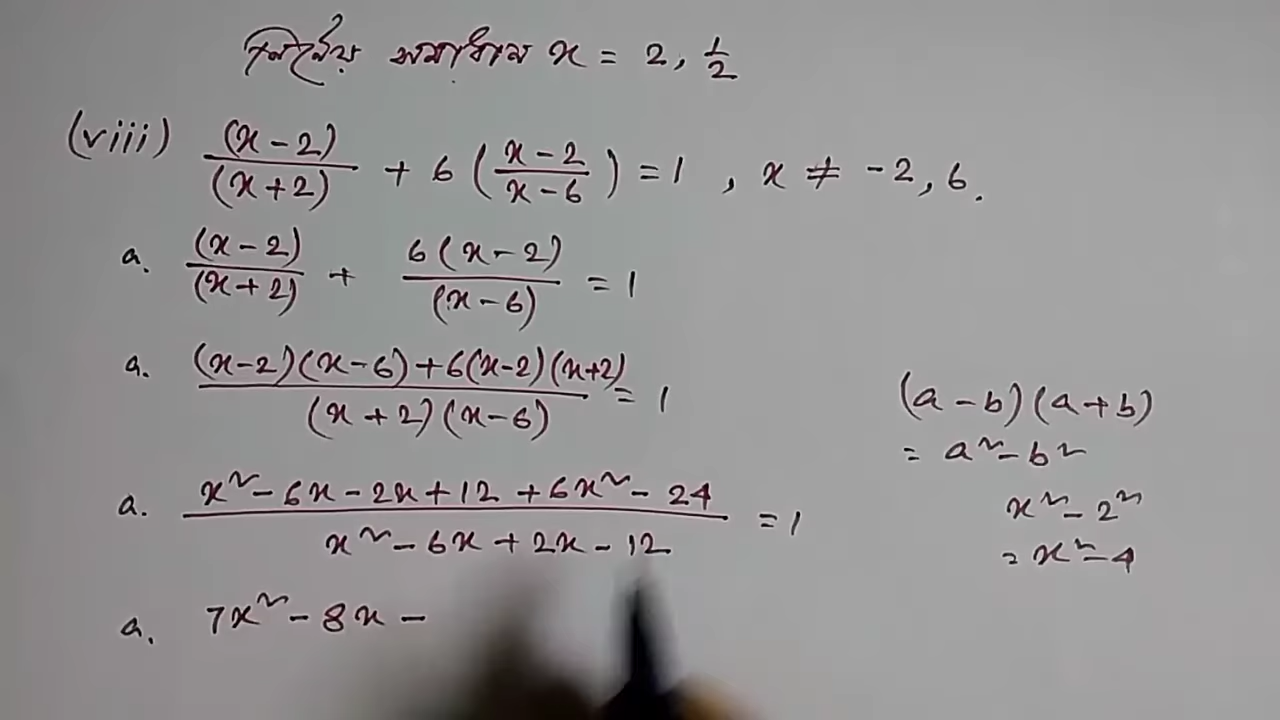 নির্ণেয় সমাধান x = 2, 1/2
(viii) (x - 2)/(x + 2) + 6 ( x - 2/x - 6 ) = 1 , x ≠ -2, 6.
a. (x - 2)/(x + 2) + 6 (x - 2)/(x - 6) = 1
a. (x-2)(x-6)+6(x-2)(x+2)/(x+2)(x-6) = 1
(a - b)(a + b)
= a² - b²
a. x² - 6x - 2x + 12 + 6x² - 24/x² - 6x + 2x - 12 = 1
x² - 2²
= x² - 4
a. 7x² - 8x -